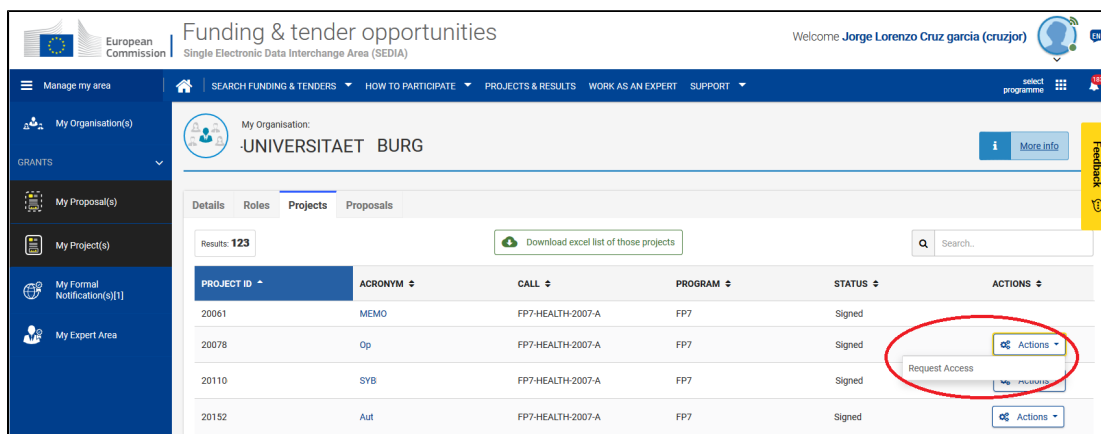 European
Commission
Funding & tender opportunities
Single Electronic Data Interchange Area (SEDIA)
Welcome Jorge Lorenzo Cruz garcia (cruzjor)
EN
Manage my area
SEARCH FUNDING & TENDERS
HOW TO PARTICIPATE
PROJECTS & RESULTS
WORK AS AN EXPERT
SUPPORT
select
programme
My Organisation(s)
GRANTS
My Proposal(s)
My Project(s)
My Formal
Notification(s)[1]
My Expert Area
My Organisation:
-UNIVERSITAET BURG
i More info
Feedback
Details Roles Projects Proposals
Results: 123
Download excel list of those projects
Search..
PROJECT ID ACRONYM CALL PROGRAM STATUS ACTIONS
20061 MEMO FP7-HEALTH-2007-A FP7 Signed
20078 Op FP7-HEALTH-2007-A FP7 Signed Actions
Request Access
20110 SYB FP7-HEALTH-2007-A FP7 Signed Actions
20152 Aut FP7-HEALTH-2007-A FP7 Signed Actions